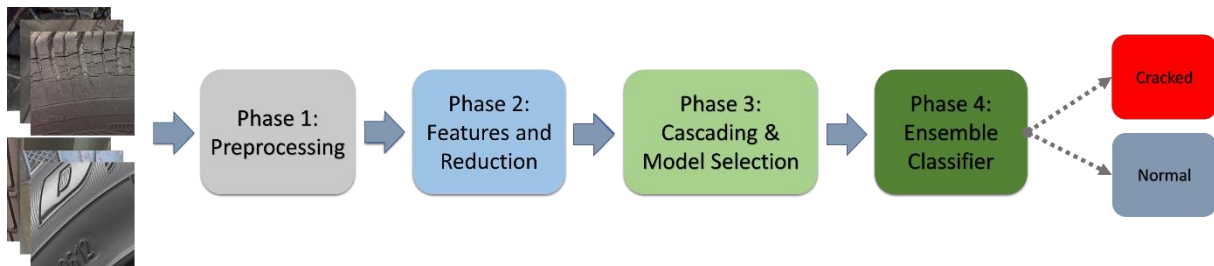 Phase 1:
Preprocessing
Phase 2:
Features and
Reduction
Phase 3:
Cascading &
Model Selection
Phase 4:
Ensemble
Classifier
Cracked
Normal